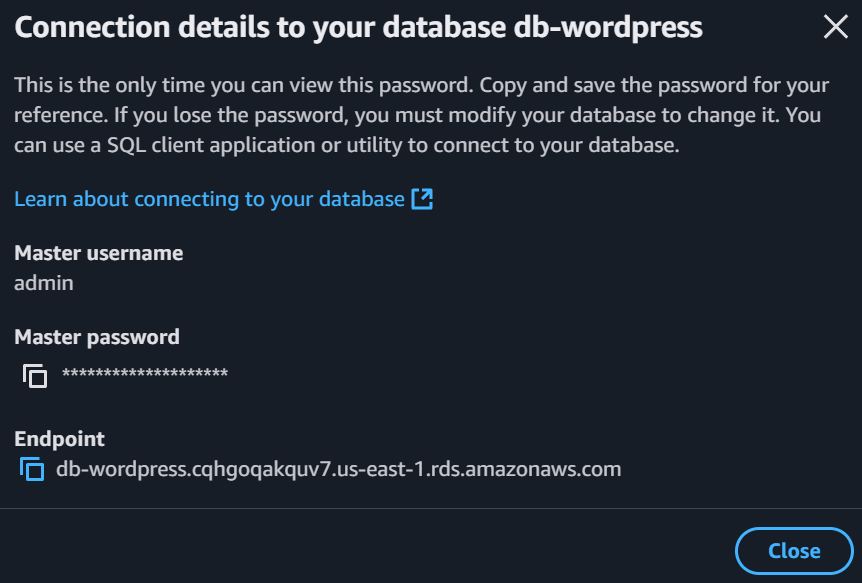 Connection details to your database db-wordpress
This is the only time you can view this password. Copy and save the password for your
reference. If you lose the password, you must modify your database to change it. You
can use a SQL client application or utility to connect to your database.
Learn about connecting to your database
Master username
admin
Master password
********************
Endpoint
db-wordpress.cqhgoqakquv7.us-east-1.rds.amazonaws.com
Close